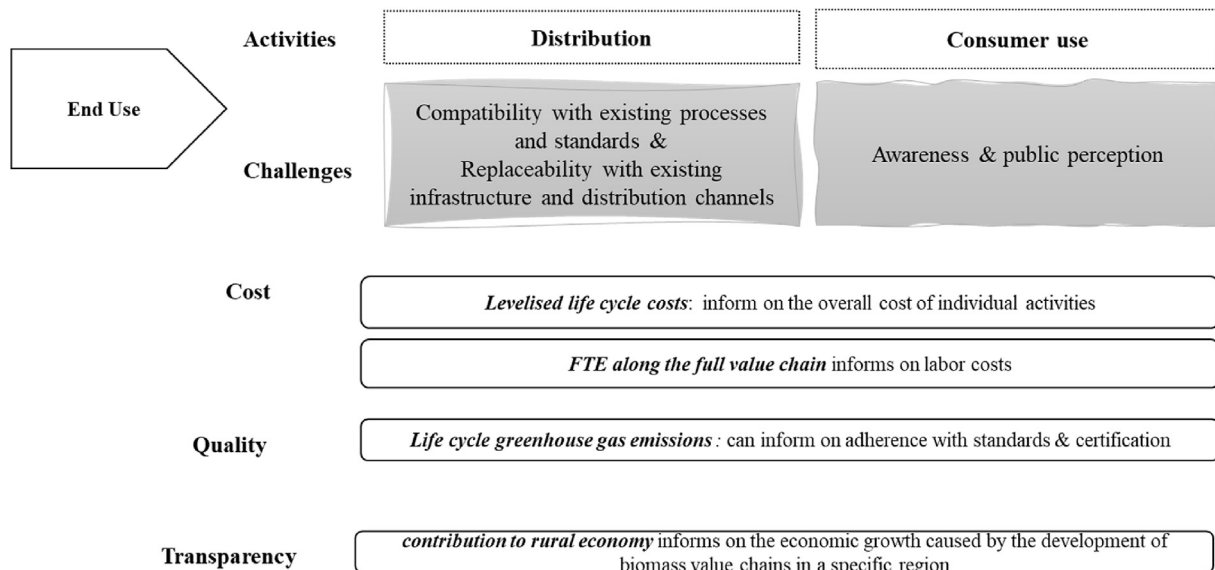 Activities
Distribution
Consumer use
End Use
Challenges
Compatibility with existing processes
and standards &
Replaceability with existing
infrastructure and distribution channels
Awareness & public perception
Cost
Levelised life cycle costs: inform on the overall cost of individual activities
FTE along the full value chain informs on labor costs
Quality
Life cycle greenhouse gas emissions : can inform on adherence with standards & certification
Transparency
contribution to rural economy informs on the economic growth caused by the development of
biomass value chains in a specific region